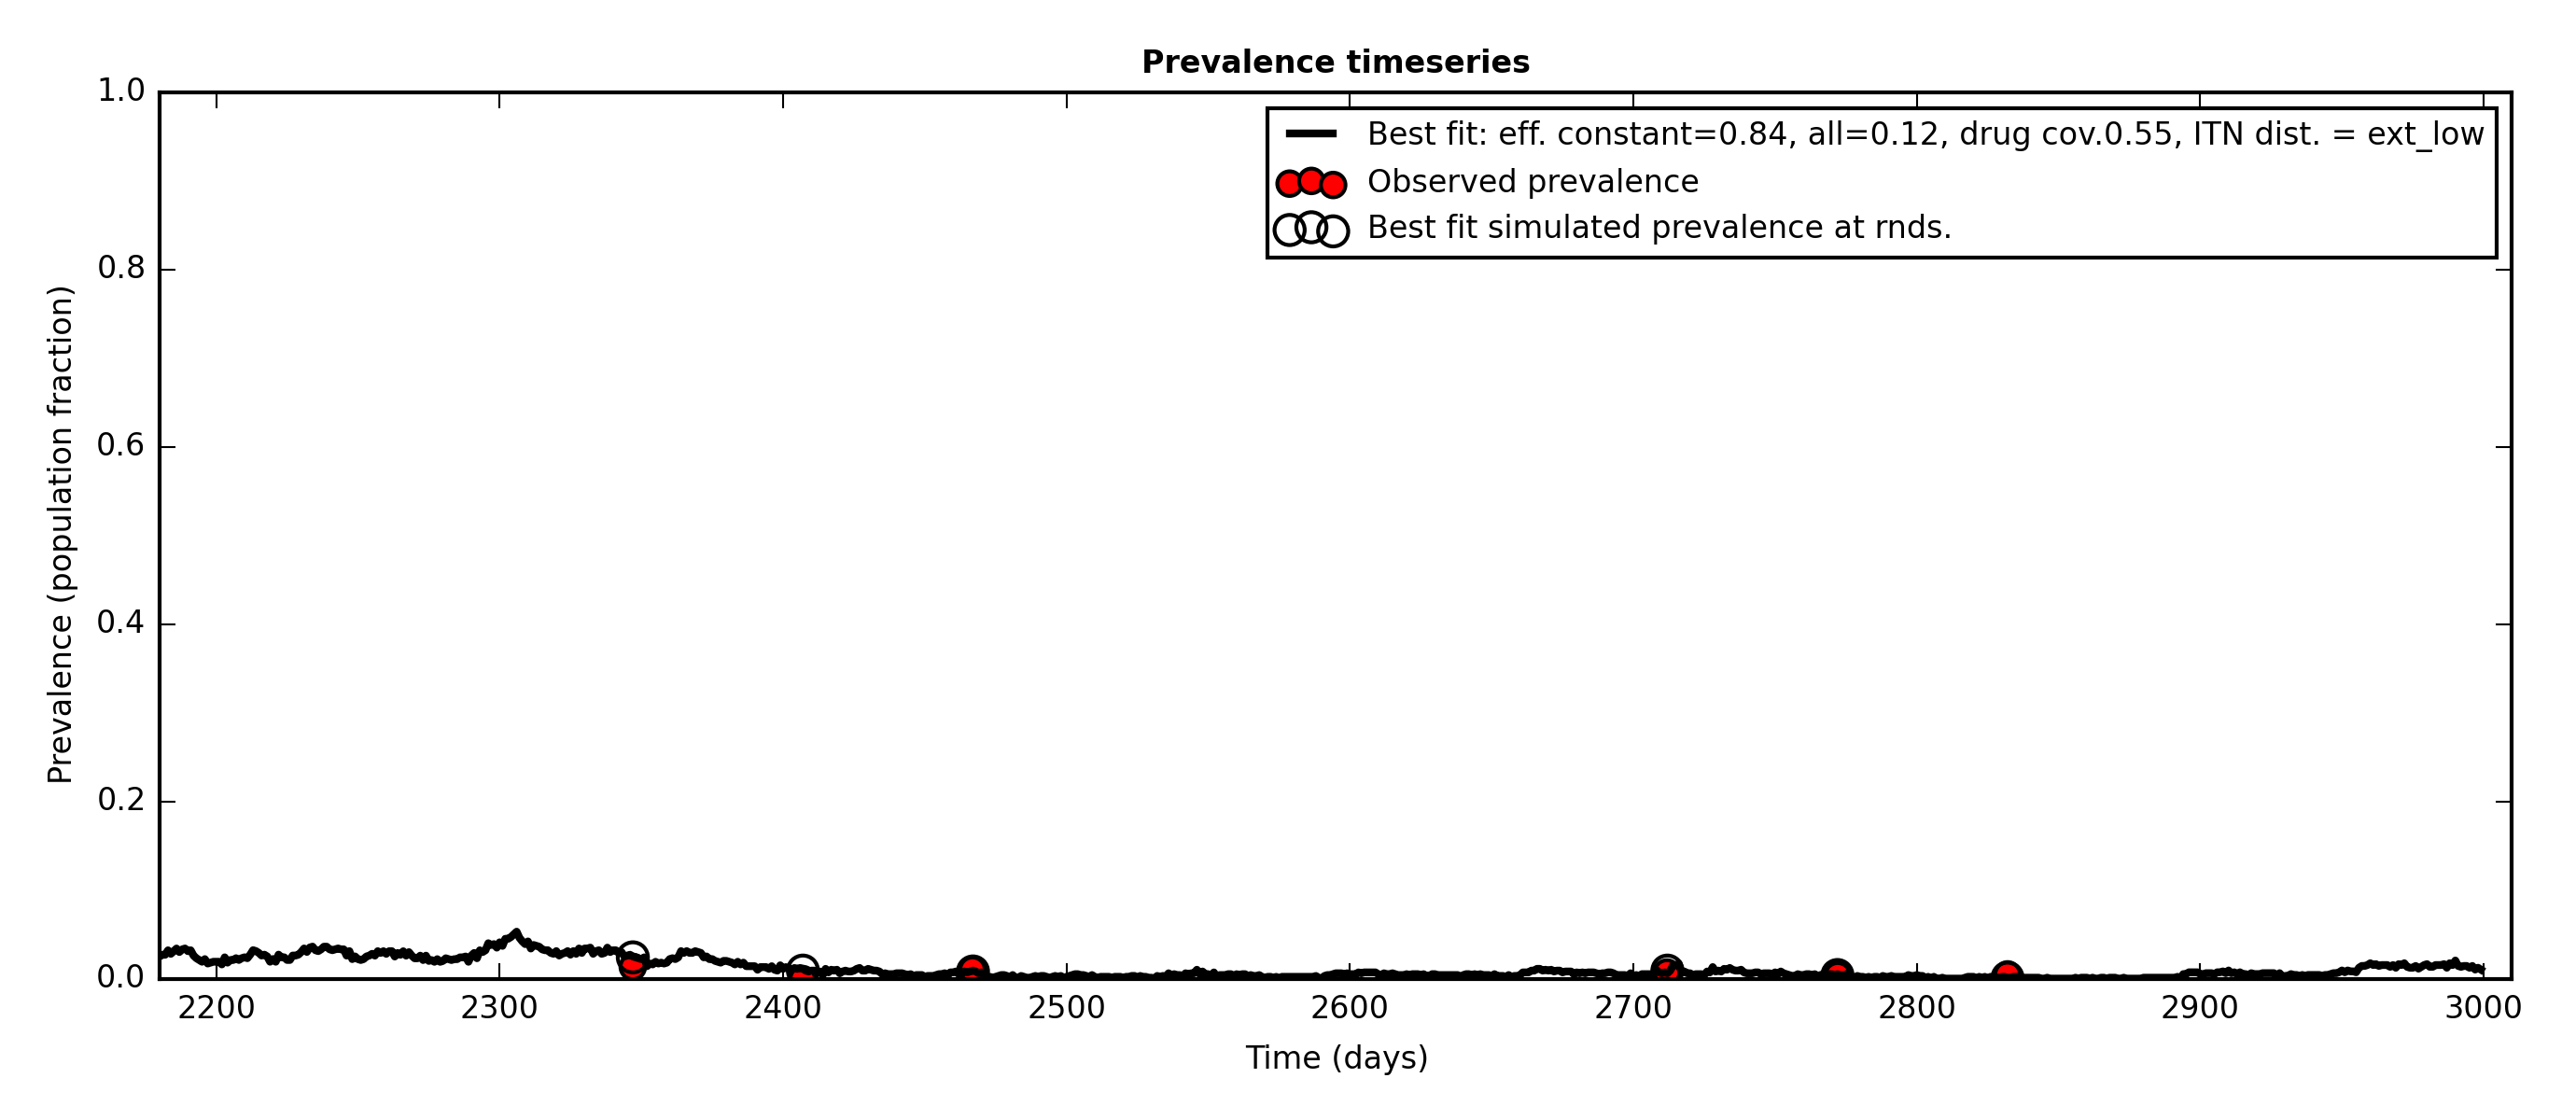 Prevalence timeseries
1.0
0.8
0.6
0.4
0.2
0.0
Prevalence (population fraction)
Best fit: eff. constant=0.84, all=0.12, drug cov.0.55, ITN dist. = ext_low
Observed prevalence
Best fit simulated prevalence at rnds.
2200 2300 2400 2500 2600 2700 2800 2900 3000
Time (days)